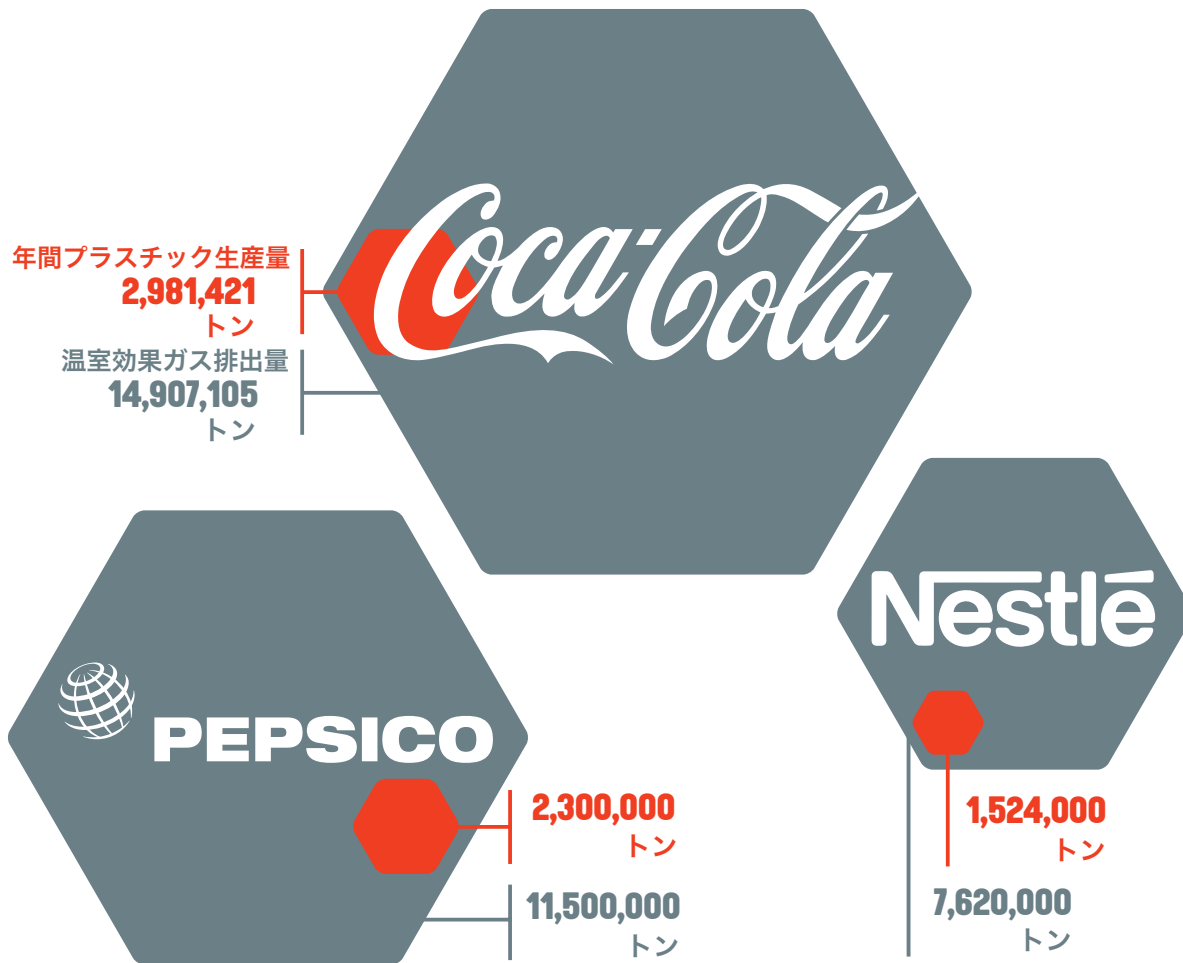 Coca-Cola
年間プラスチック生産量
2,981,421
トン
温室効果ガス排出量
14,907,105
トン
Nestlé
PEPSICO
2,300,000
トン
11,500,000
トン
1,524,000
トン
7,620,000
トン